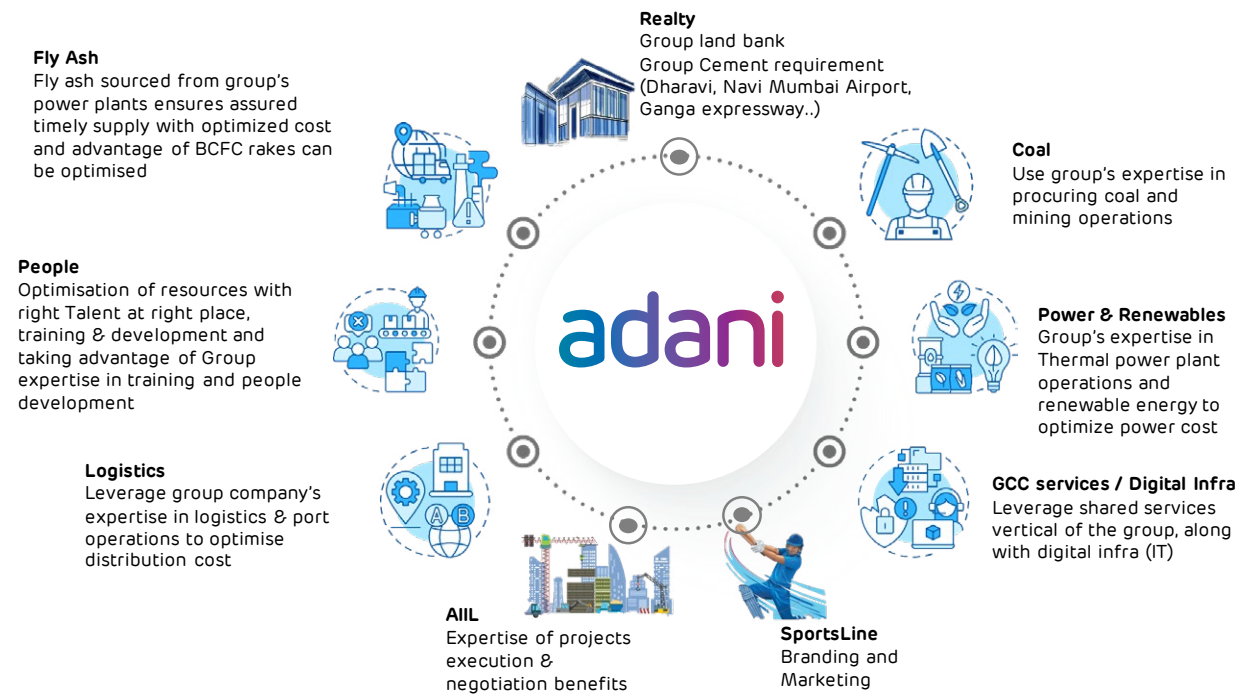 Realty
Group land bank
Group Cement requirement
(Dharavi, Navi Mumbai Airport,
Ganga expressway..)
Fly Ash
Fly ash sourced from group's
power plants ensures assured
timely supply with optimized cost
and advantage of BCFC rakes can
be optimised
Coal
Use group's expertise in
procuring coal and
mining operations
People
Optimisation of resources with
right Talent at right place,
training & development and
taking advantage of Group
expertise in training and people
development
adani
Power & Renewables
Group's expertise in
Thermal power plant
operations and
renewable energy to
optimize power cost
Logistics
Leverage group company's
expertise in logistics & port
operations to optimise
distribution cost
A B
GCC services / Digital Infra
Leverage shared services
vertical of the group, along
with digital infra (IT)
AIIL
Expertise of projects
execution &
negotiation benefits
SportsLine
Branding and
Marketing